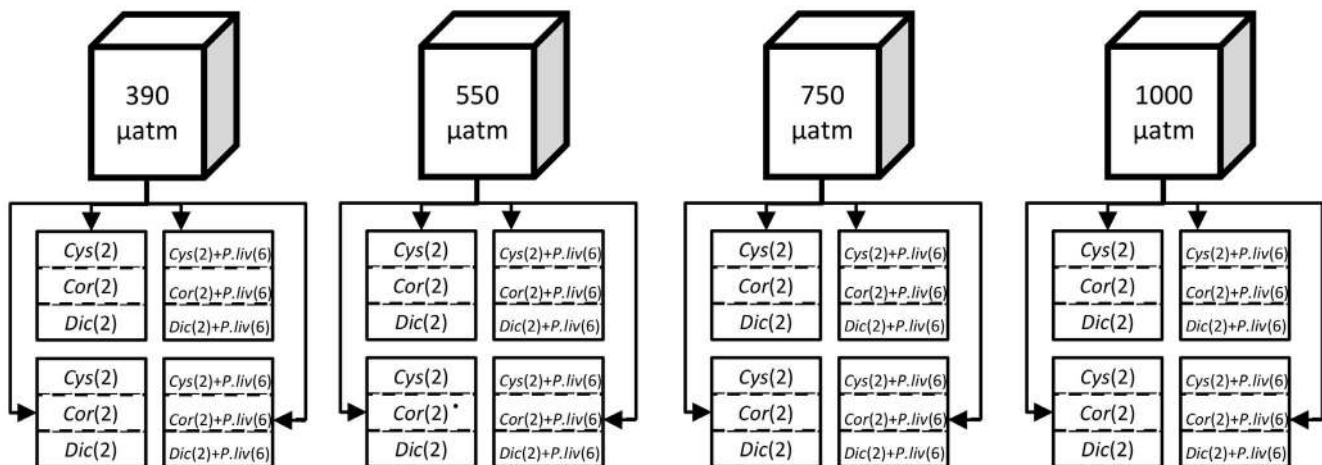 390
µatm
550
µatm
750
µatm
1000
µatm
Cys(2)
Cor(2)
Dic(2)
Cys(2)+P.liv(6)
Cor(2)+P.liv(6)
Dic(2)+P.liv(6)
Cys(2)
Cor(2)
Dic(2)
Cys(2)+P.liv(6)
Cor(2)+P.liv(6)
Dic(2)+P.liv(6)
Cys(2)
Cor(2)
Dic(2)
Cys(2)+P.liv(6)
Cor(2)+P.liv(6)
Dic(2)+P.liv(6)
Cys(2)
Cor(2)
Dic(2)
Cys(2)+P.liv(6)
Cor(2)+P.liv(6)
Dic(2)+P.liv(6)
Cys(2)
Cor(2)
Dic(2)
Cys(2)+P.liv(6)
Cor(2)+P.liv(6)
Dic(2)+P.liv(6)
Cys(2)
Cor(2)
Dic(2)
Cys(2)+P.liv(6)
Cor(2)+P.liv(6)
Dic(2)+P.liv(6)
Cys(2)
Cor(2)
Dic(2)
Cys(2)+P.liv(6)
Cor(2)+P.liv(6)
Dic(2)+P.liv(6)
Cys(2)
Cor(2)
Dic(2)
Cys(2)+P.liv(6)
Cor(2)+P.liv(6)
Dic(2)+P.liv(6)